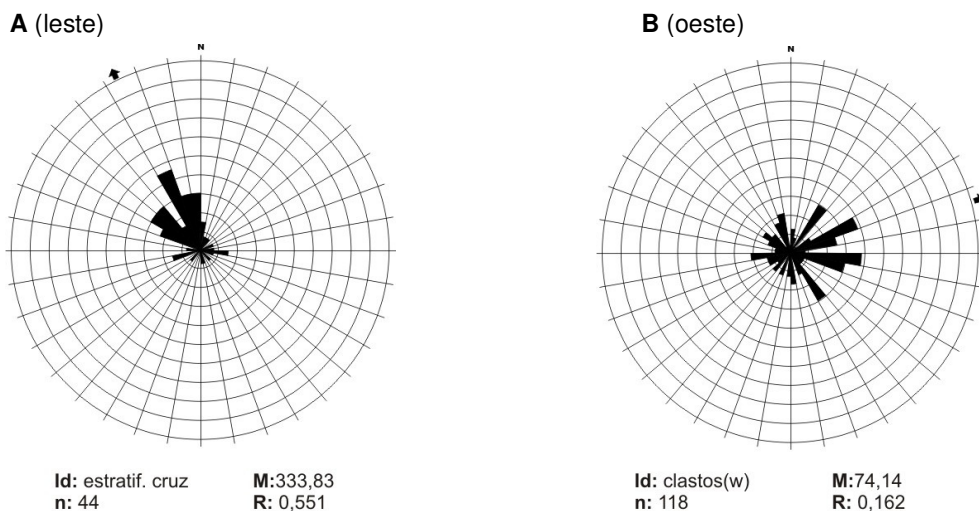 A (leste)
B (oeste)
N
N
Id: estratif. cruz
M:333,83
n: 44
R: 0,551
Id: clastos(w)
M:74,14
n: 118
R: 0,162